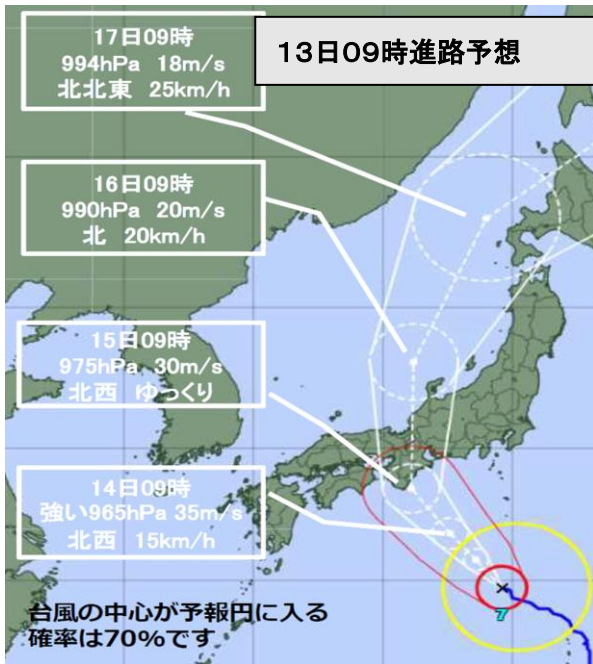 13日09時進路予想
17日09時
994hPa 18m/s
北北東 25km/h
16日09時
990hPa 20m/s
北 20km/h
15日09時
975hPa 30m/s
北西 ゆっくり
14日09時
強い965hPa 35m/s
北西 15km/h
7
台風の中心が予報円に入る
確率は70%です